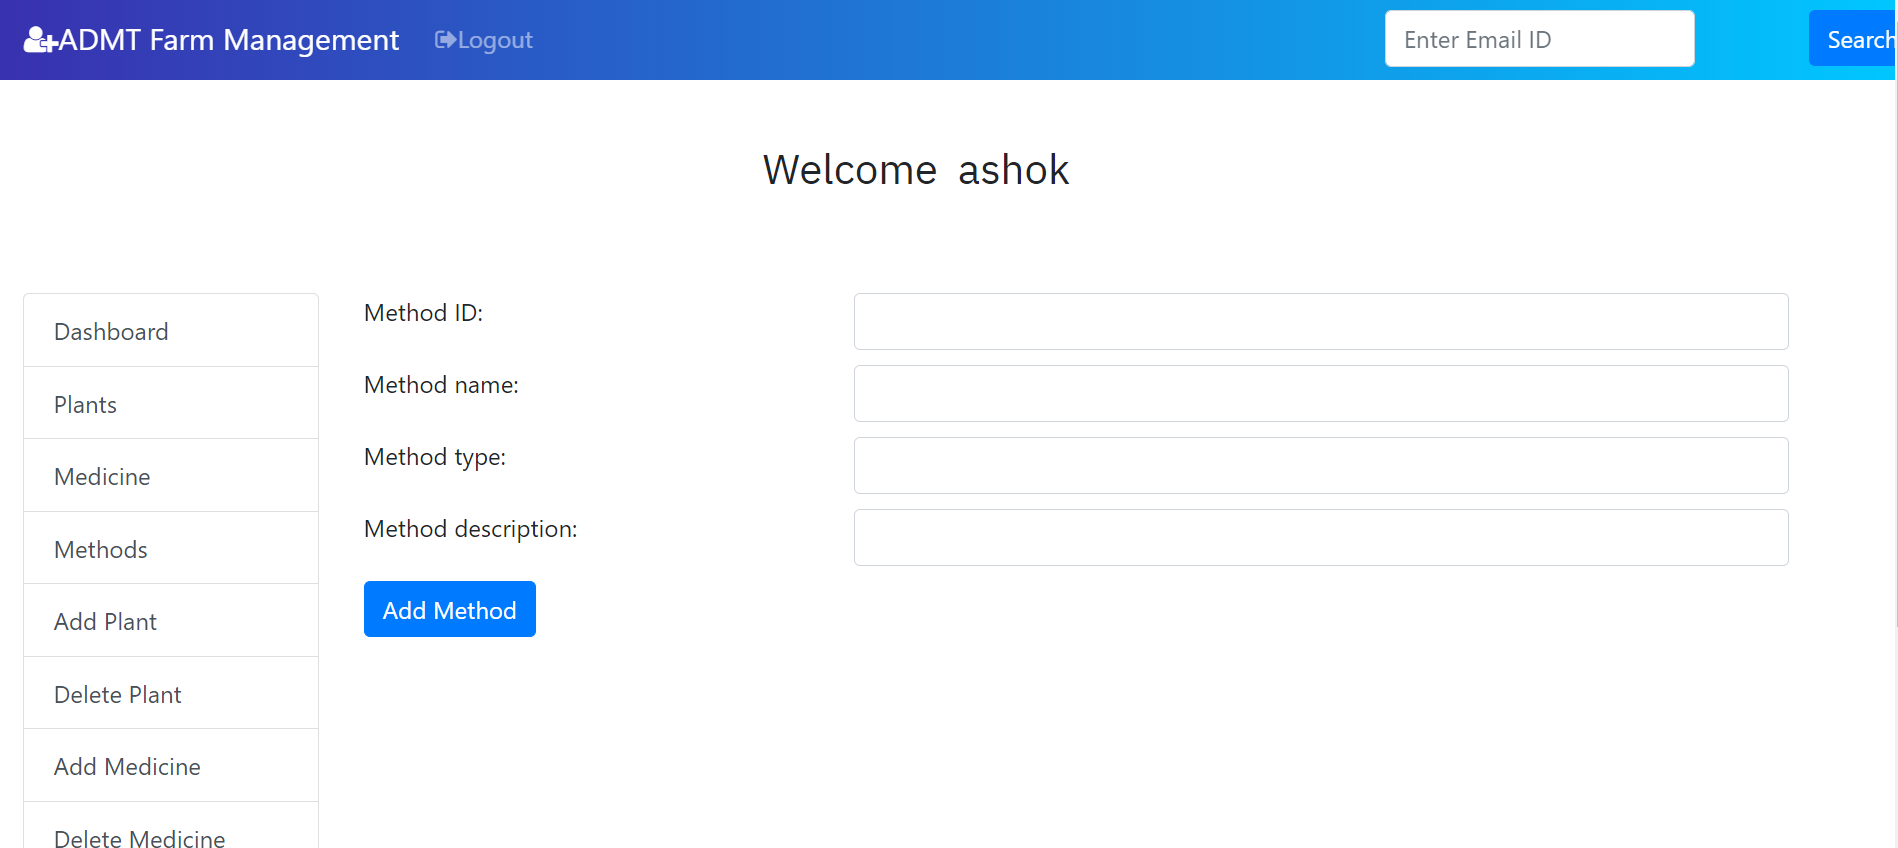 ADMT Farm Management Logout Enter Email ID Search
Welcome ashok
Dashboard
Plants
Medicine
Methods
Add Plant
Delete Plant
Add Medicine
Delete Medicine
Method ID:
Method name:
Method type:
Method description:
Add Method